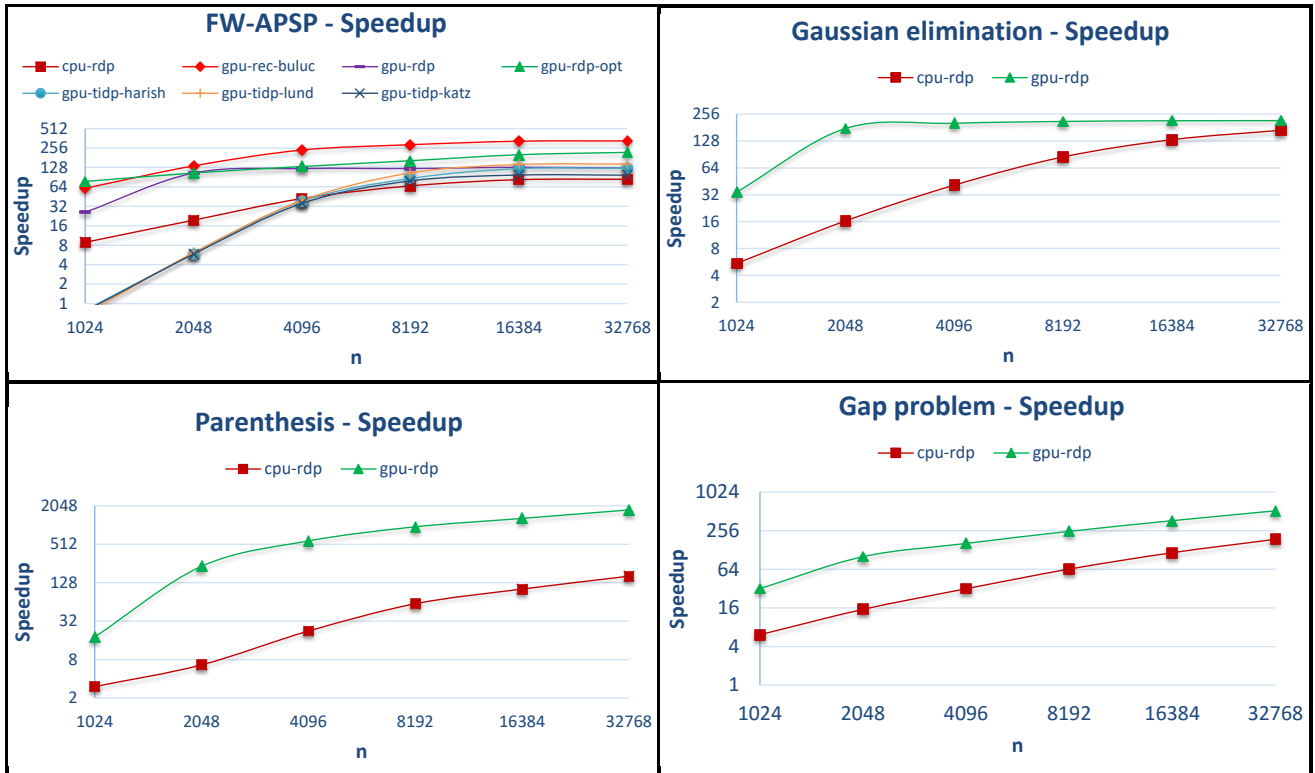 FW-APSP - Speedup
cpu-rdp gpu-rec-buluc gpu-rdp gpu-rdp-opt
gpu-tidp-harish gpu-tidp-lund gpu-tidp-katz
Speedup
512
256
128
64
32
16
8
4
2
1
1024 2048 4096 8192 16384 32768
n
Gaussian elimination - Speedup
cpu-rdp gpu-rdp
Speedup
256
128
64
32
16
8
4
2
1024 2048 4096 8192 16384 32768
n
Parenthesis - Speedup
cpu-rdp gpu-rdp
Speedup
2048
512
128
32
8
2
1024 2048 4096 8192 16384 32768
n
Gap problem - Speedup
cpu-rdp gpu-rdp
Speedup
1024
256
64
16
4
1
1024 2048 4096 8192 16384 32768
n